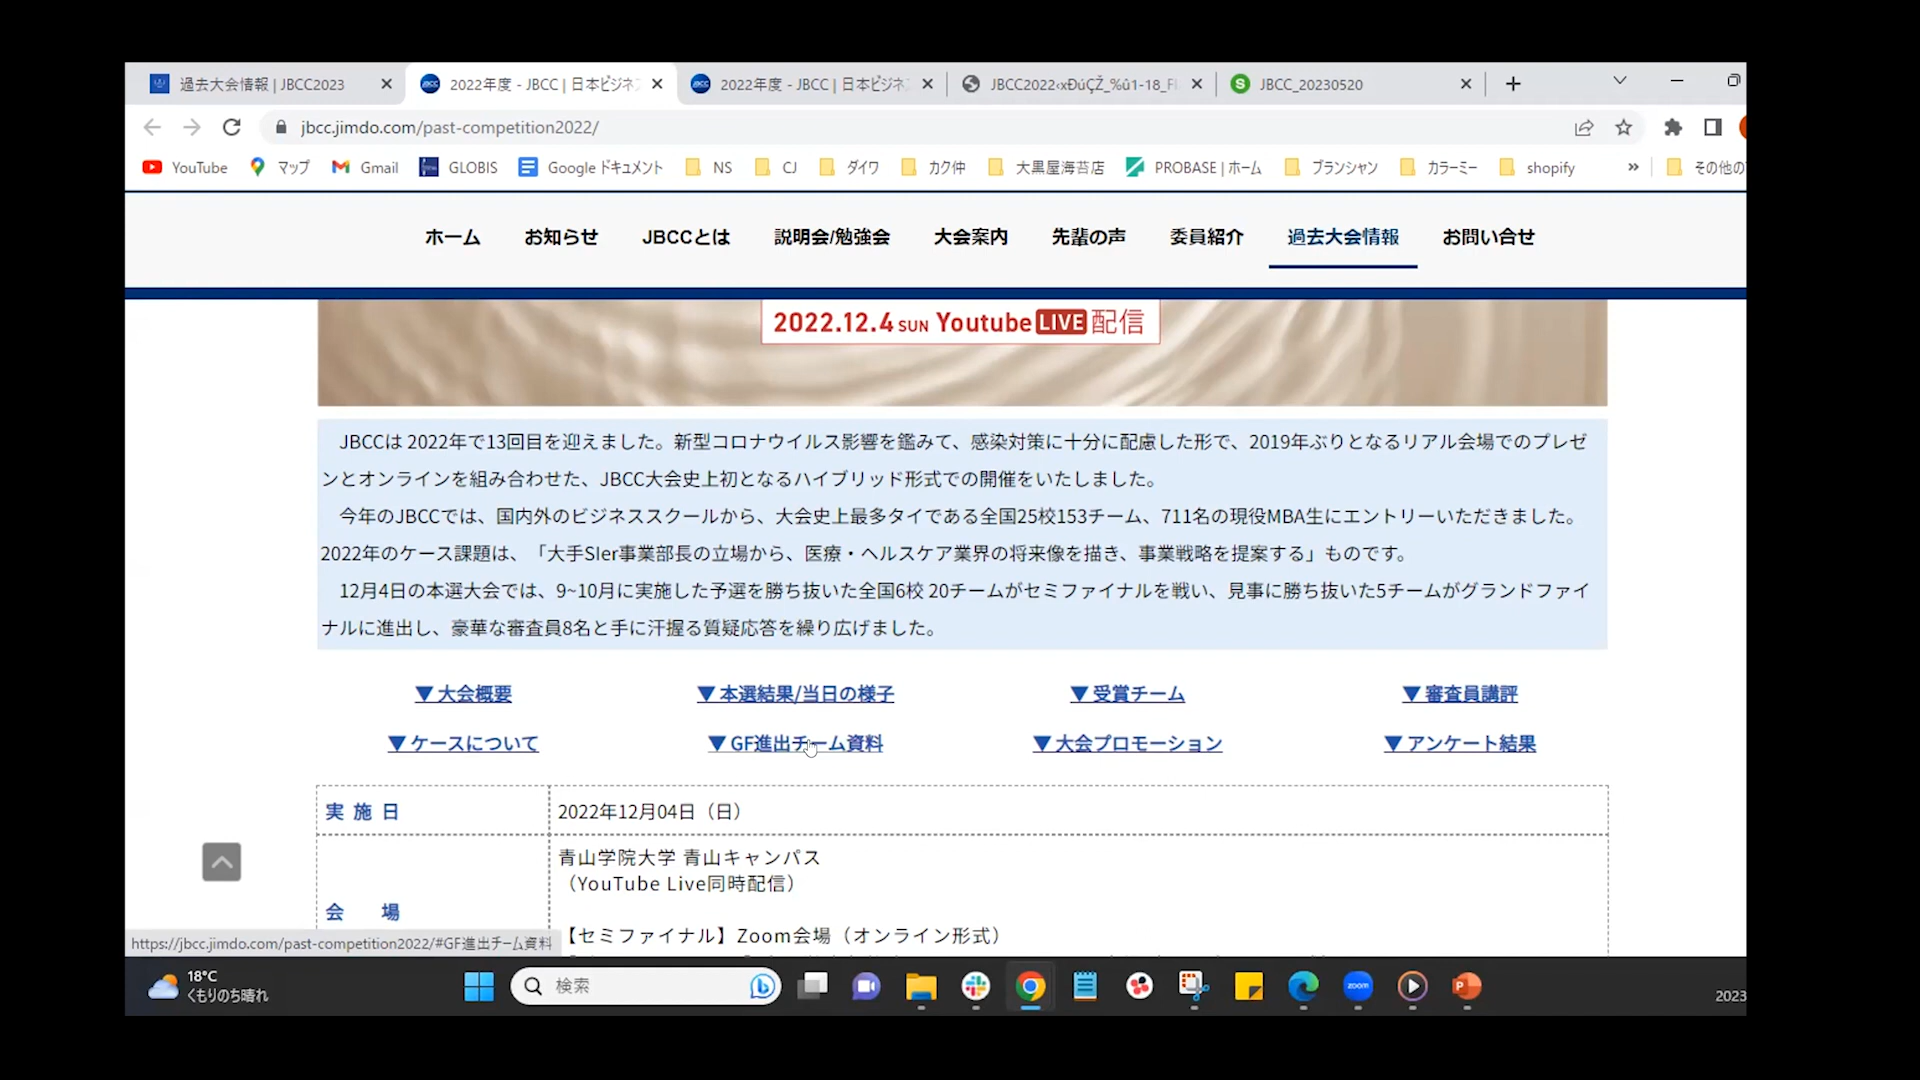 過去大会情報 | JBCC2023
2022年度 - JBCC | 日本ビジネス
2022年度 - JBCC | 日本ビジネス
JBCC2022‹xÐúÇŽ_%û1-18_FI
JBCC_20230520
jbcc.jimdo.com/past-competition2022/
YouTube
マップ
Gmail
GLOBIS
Google ドキュメント
NS
CJ
ダイワ
カク仲
大黒屋海苔店
PROBASE | ホーム
ブランシャン
カラーミー
shopify
»
その他の
ホーム
お知らせ
JBCCとは
説明会/勉強会
大会案内
先輩の声
委員紹介
過去大会情報
お問い合せ
2022.12.4 SUN Youtube LIVE 配信
JBCCは 2022年で13回目を迎えました。新型コロナウイルス影響を鑑みて、感染対策に十分に配慮した形で、2019年ぶりとなるリアル会場でのプレゼ
ンとオンラインを組み合わせた、JBCC大会史上初となるハイブリッド形式での開催をいたしました。
今年のJBCCでは、国内外のビジネススクールから、大会史上最多タイである全国25校153チーム、711名の現役MBA生にエントリーいただきました。
2022年のケース課題は、「大手SIer事業部長の立場から、医療・ヘルスケア業界の将来像を描き、事業戦略を提案する」ものです。
12月4日の本選大会では、9~10月に実施した予選を勝ち抜いた全国6校 20チームがセミファイナルを戦い、見事に勝ち抜いた5チームがグランドファイ
ナルに進出し、豪華な審査員8名と手に汗握る質疑応答を繰り広げました。
▼大会概要
▼本選結果/当日の様子
▼受賞チーム
▼審査員講評
▼ケースについて
▼GF進出チーム資料
▼大会プロモーション
▼アンケート結果
実 施 日
2022年12月04日（日）
青山学院大学 青山キャンパス
（YouTube Live同時配信）
会 場
【セミファイナル】Zoom会場（オンライン形式）
https://jbcc.jimdo.com/past-competition2022/#GF進出チーム資料
18°C
くもりのち晴れ
検索
zoom
2023